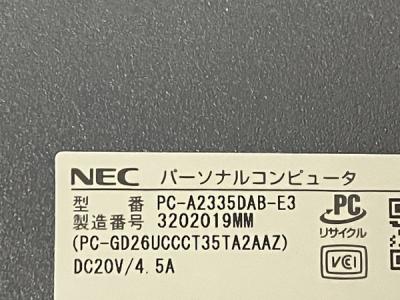 NEC パーソナルコンピュータ
型 番 PC-A2335DAB-E3
製造番号 3202019MM
(PC-GD26UCCCT35TA2AAZ)
DC20V/4.5A
PC
リサイクル
VCCI